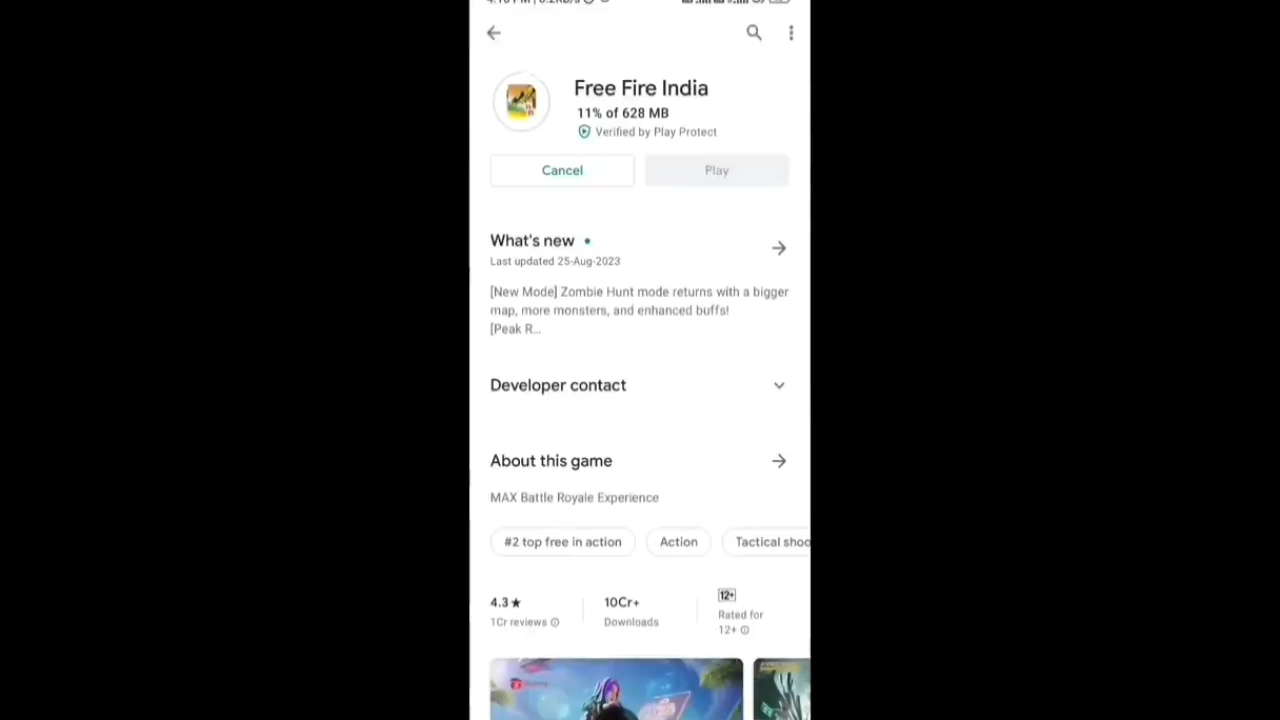 Free Fire India
11% of 628 MB
Verified by Play Protect
Cancel
Play
What's new
Last updated 25-Aug-2023
[New Mode] Zombie Hunt mode returns with a bigger
map, more monsters, and enhanced buffs!
[Peak R...
Developer contact
About this game
MAX Battle Royale Experience
#2 top free in action
Action
Tactical shoo
4.3★
10Cr+
12+
1Cr reviews
Downloads
Rated for
12+